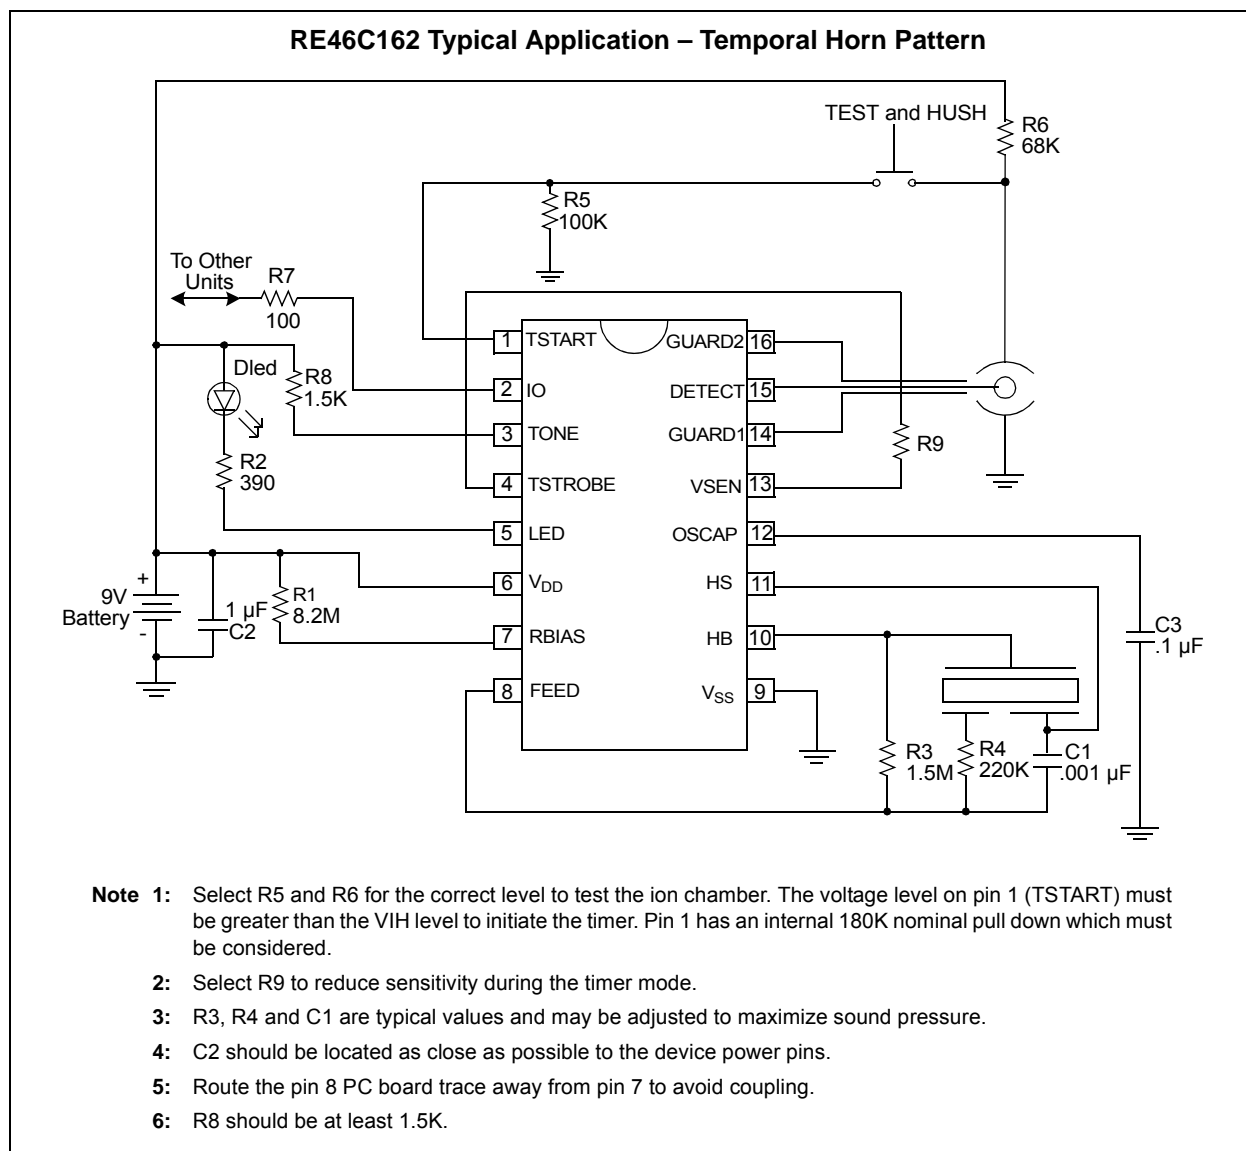 RE46C162 Typical Application – Temporal Horn Pattern
TEST and HUSH
R6
68K
R5
100K
To Other
Units
R7
100
1 TSTART
GUARD2 16
Dled
R8
1.5K
2 IO
DETECT 15
3 TONE
GUARD1 14
R9
R2
390
4 TSTROBE
VSEN 13
5 LED
OSCAP 12
+
9V
Battery
-
1 µF
C2
R1
8.2M
6 VDD
HS 11
7 RBIAS
HB 10
C3
.1 µF
8 FEED
VSS 9
R3
1.5M
R4
220K
C1
.001 µF
Note 1: Select R5 and R6 for the correct level to test the ion chamber. The voltage level on pin 1 (TSTART) must
be greater than the VIH level to initiate the timer. Pin 1 has an internal 180K nominal pull down which must
be considered.
2: Select R9 to reduce sensitivity during the timer mode.
3: R3, R4 and C1 are typical values and may be adjusted to maximize sound pressure.
4: C2 should be located as close as possible to the device power pins.
5: Route the pin 8 PC board trace away from pin 7 to avoid coupling.
6: R8 should be at least 1.5K.